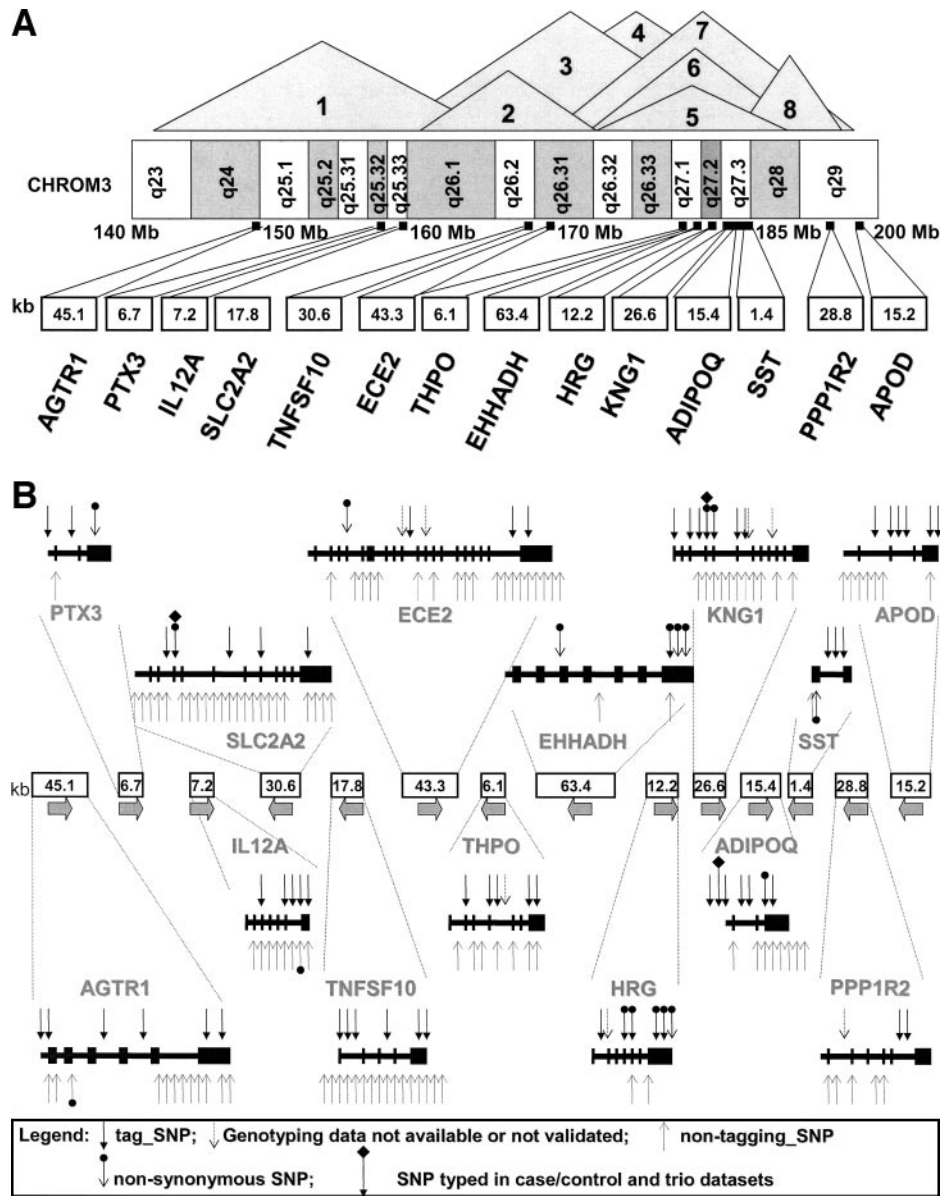 A
1
2
3
4
5
6
7
8
CHROM3
q23 q24 q25.1 q25.2 q25.31 q25.32 q25.33 q26.1 q26.2 q26.31 q26.32 q26.33 q27.1 q27.2 q27.3 q28 q29
140 Mb 150 Mb 160 Mb 170 Mb 185 Mb 200 Mb
kb 45.1 6.7 7.2 17.8 30.6 43.3 6.1 63.4 12.2 26.6 15.4 1.4 28.8 15.2
AGTR1 PTX3 IL12A SLC2A2 TNFSF10 ECE2 THPO EHHADH HRG KNG1 ADIPOQ SST PPP1R2 APOD
B
PTX3 ECE2 KNG1 APOD
SLC2A2 EHHADH SST
kb 45.1 6.7 7.2 30.6 17.8 43.3 6.1 63.4 12.2 26.6 15.4 1.4 28.8 15.2
IL12A THPO ADIPOQ
AGTR1 TNFSF10 HRG PPP1R2
Legend: tag_SNP; Genotyping data not available or not validated; non-tagging_SNP
non-synonymous SNP; SNP typed in case/control and trio datasets